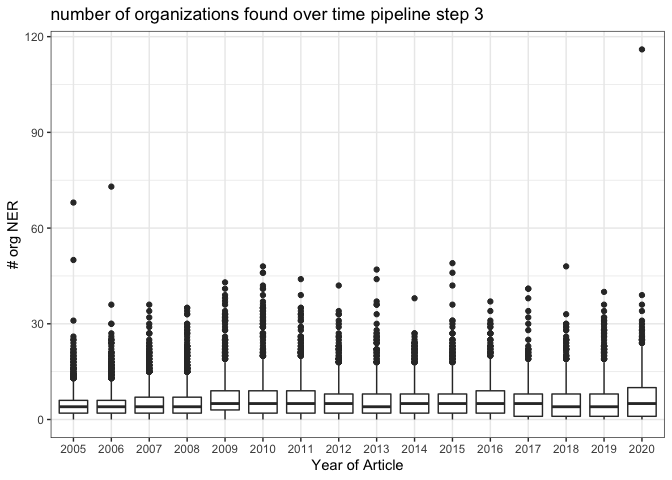 number of organizations found over time pipeline step 3
120
90
60
30
0
# org NER
2005 2006 2007 2008 2009 2010 2011 2012 2013 2014 2015 2016 2017 2018 2019 2020
Year of Article